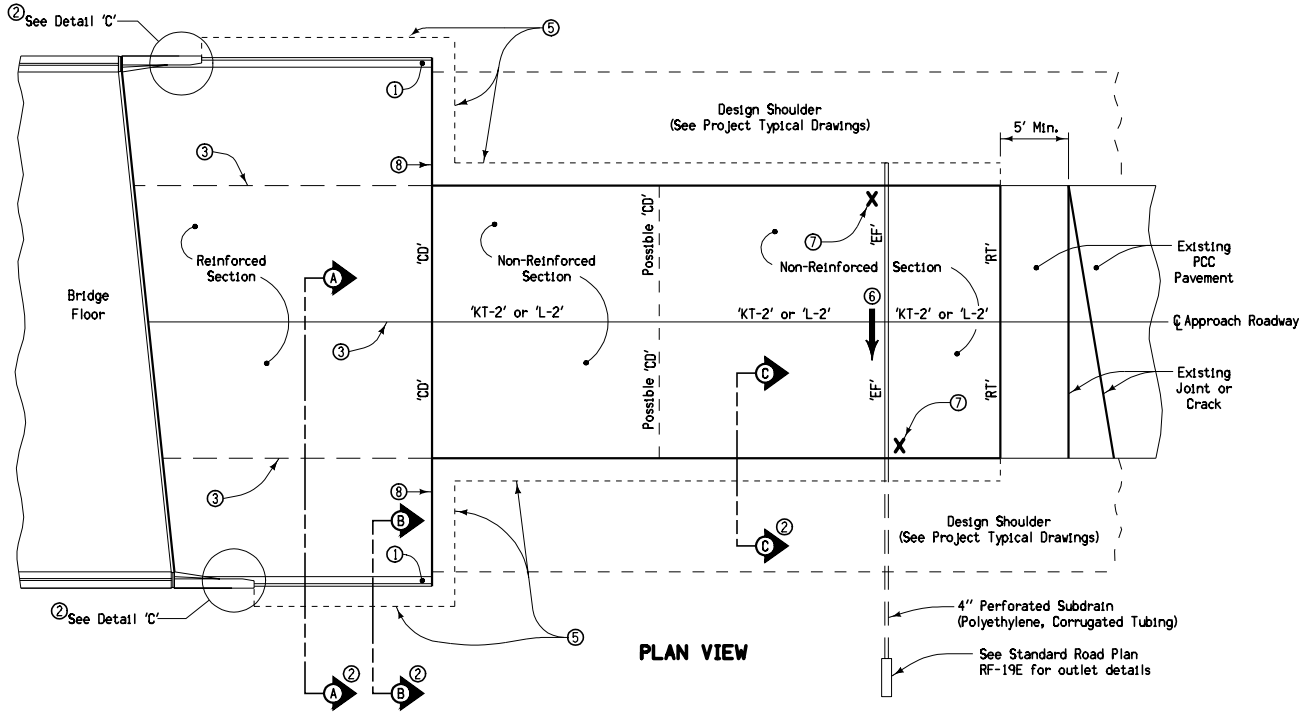 ② See Detail 'C'
⑤
①
Design Shoulder
(See Project Typical Drawings)
5' Min.
③
⑧
'CD'
Possible 'CD'
⑦
'EF'
'RT'
Reinforced
Section
Non-Reinforced
Section
Non-Reinforced Section
Existing
PCC
Pavement
A
Bridge
Floor
⑥
'KT-2' or 'L-2'
'KT-2' or 'L-2'
'KT-2' or 'L-2'
℄ Approach Roadway
③
C
'CD'
Possible 'CD'
'EF'
'RT'
Existing
Joint or
Crack
⑦
③
⑧
B
C ②
①
Design Shoulder
(See Project Typical Drawings)
② See Detail 'C'
⑤
4" Perforated Subdrain
(Polyethylene, Corrugated Tubing)
PLAN VIEW
See Standard Road Plan
RF-19E for outlet details
A ②
B ②